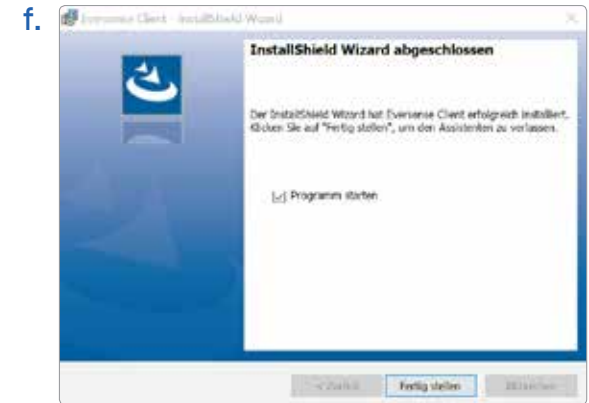 f.
Eversense Client - InstallShield Wizard
InstallShield Wizard abgeschlossen
Der InstallShield Wizard hat Eversense Client erfolgreich installiert.
Klicken Sie auf "Fertig stellen", um den Assistenten zu verlassen.
Programm starten
< Zurück
Fertig stellen
Abbrechen